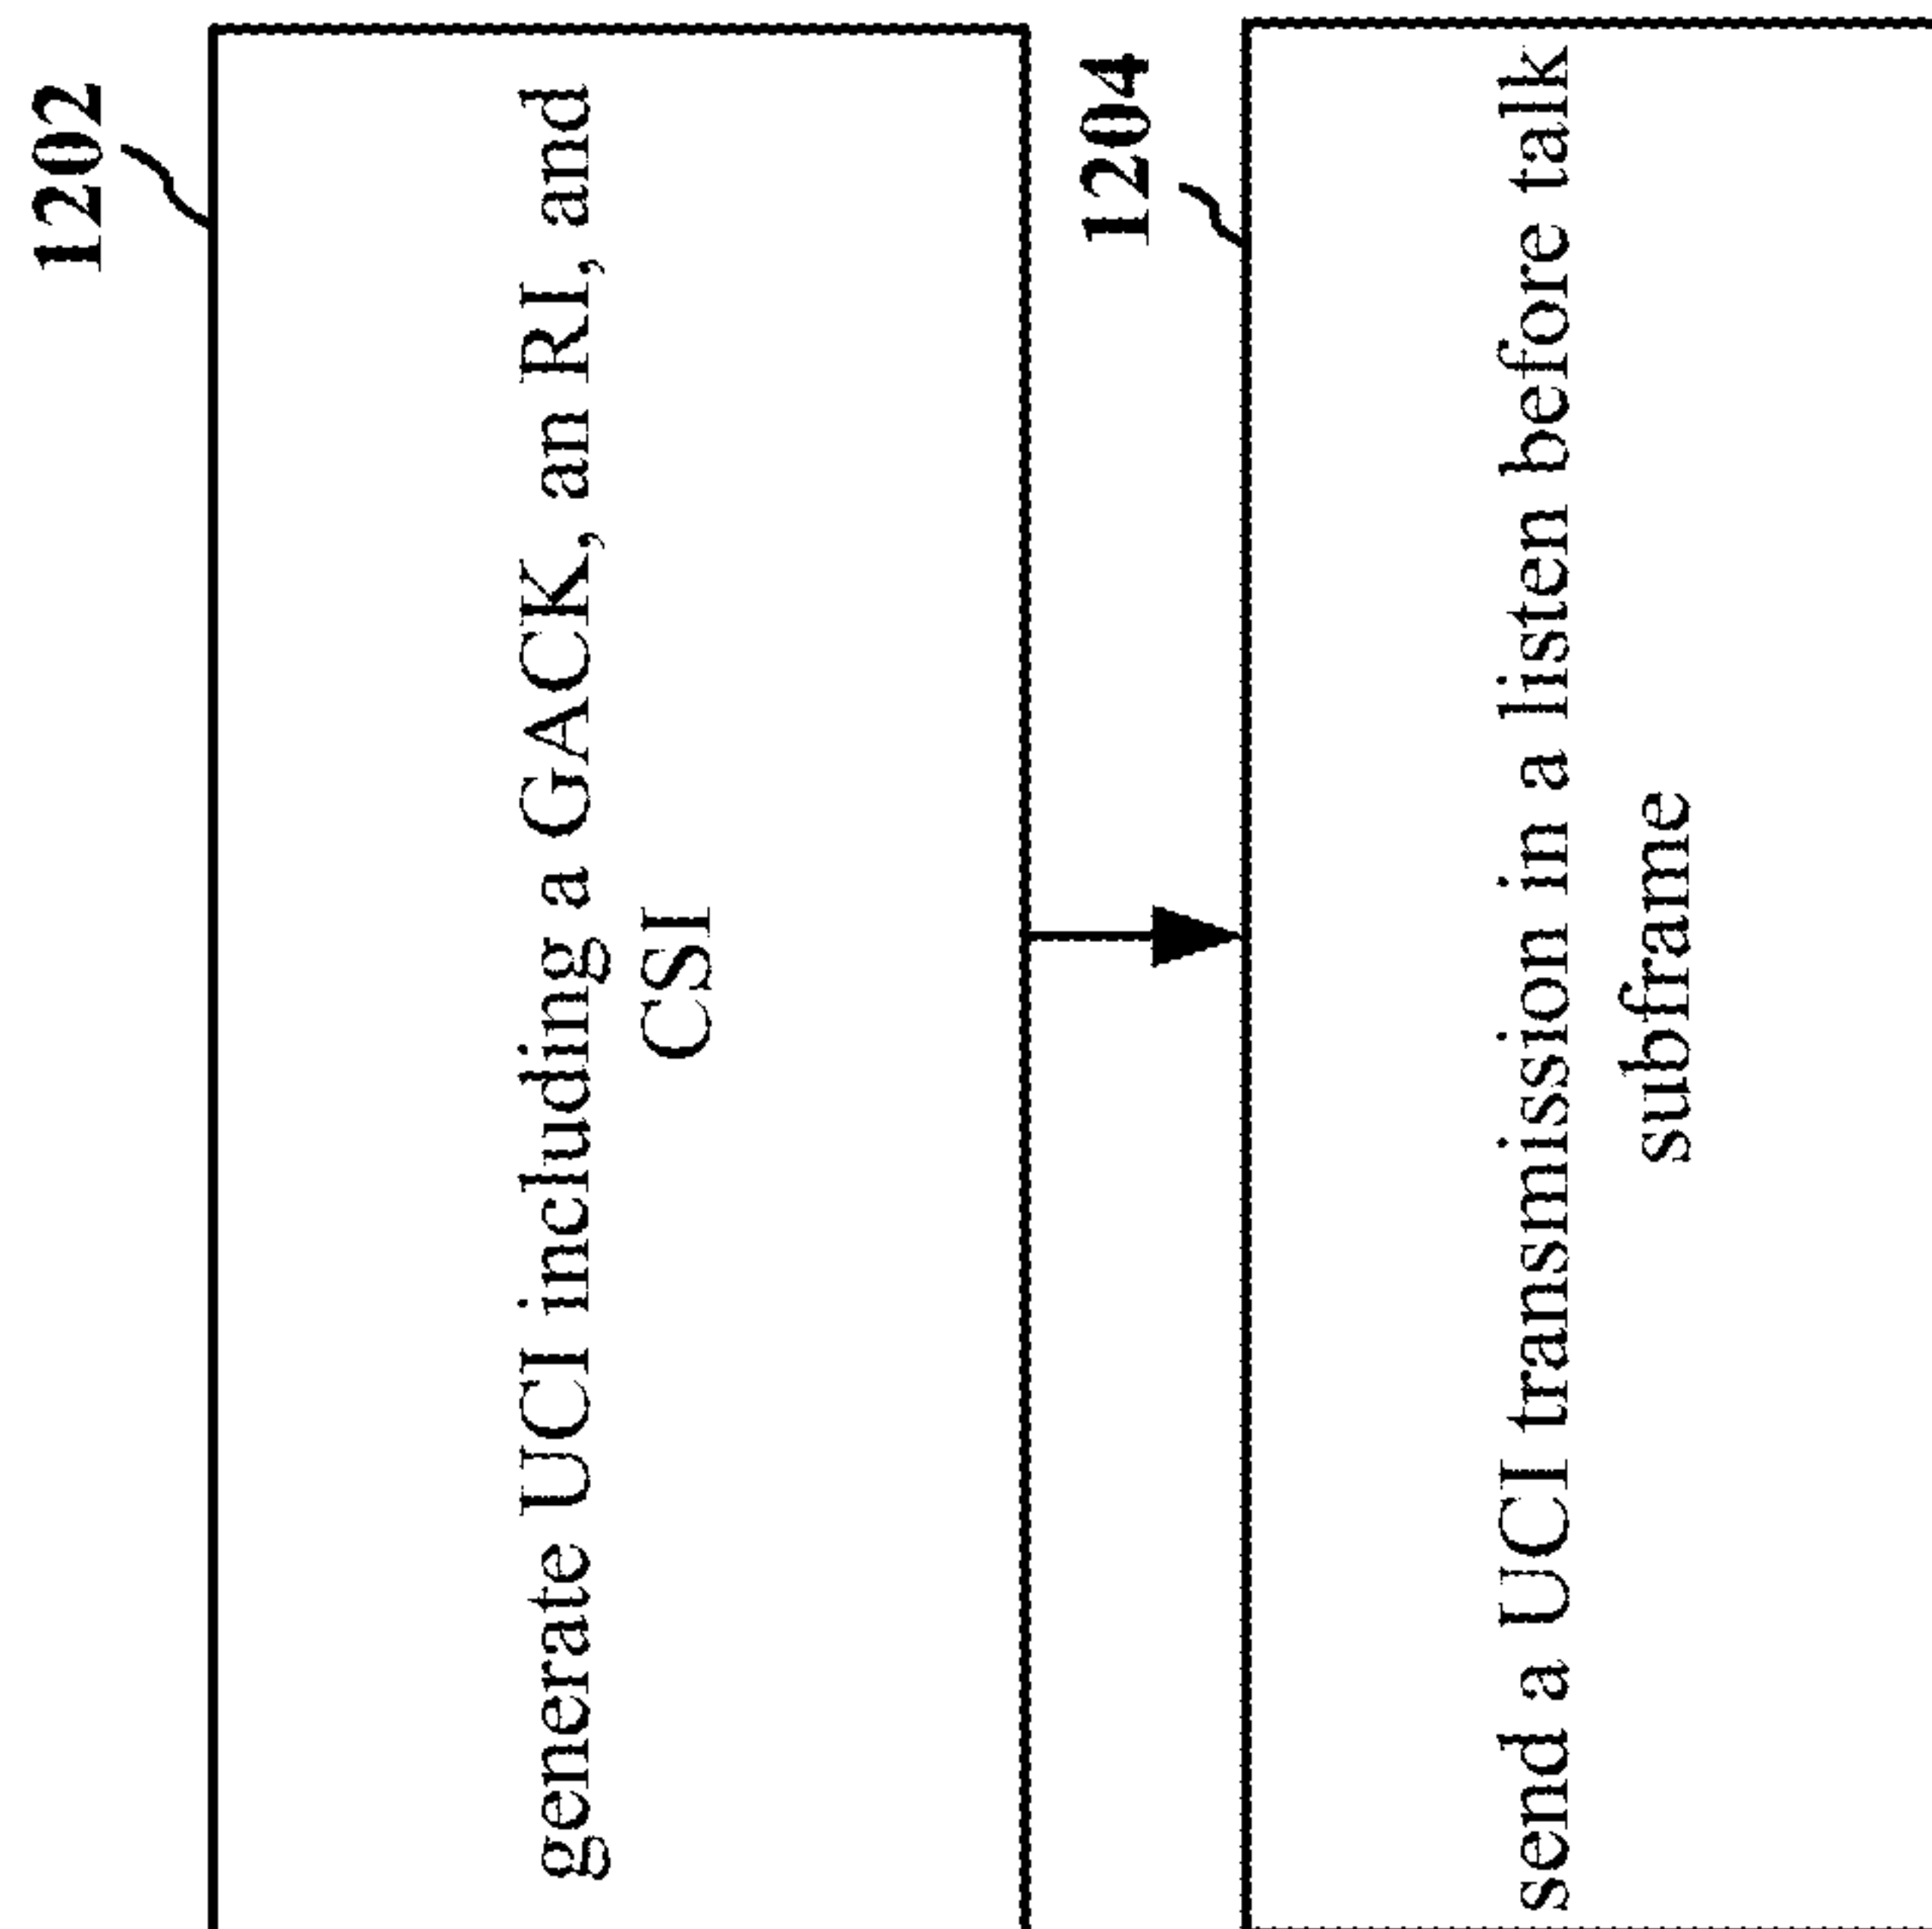 1202
generate UCI including a GACK, an RI, and
CSI
1204
send a UCI transmission in a listen before talk
subframe